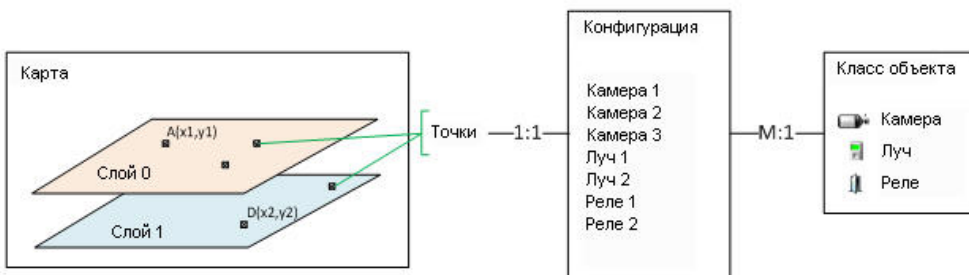 Карта
A(x1,y1)
Слой 0
D(x2,y2)
Слой 1
Точки
1:1
Конфигурация
Камера 1
Камера 2
Камера 3
Луч 1
Луч 2
Реле 1
Реле 2
M:1
Класс объекта
Камера
Луч
Реле